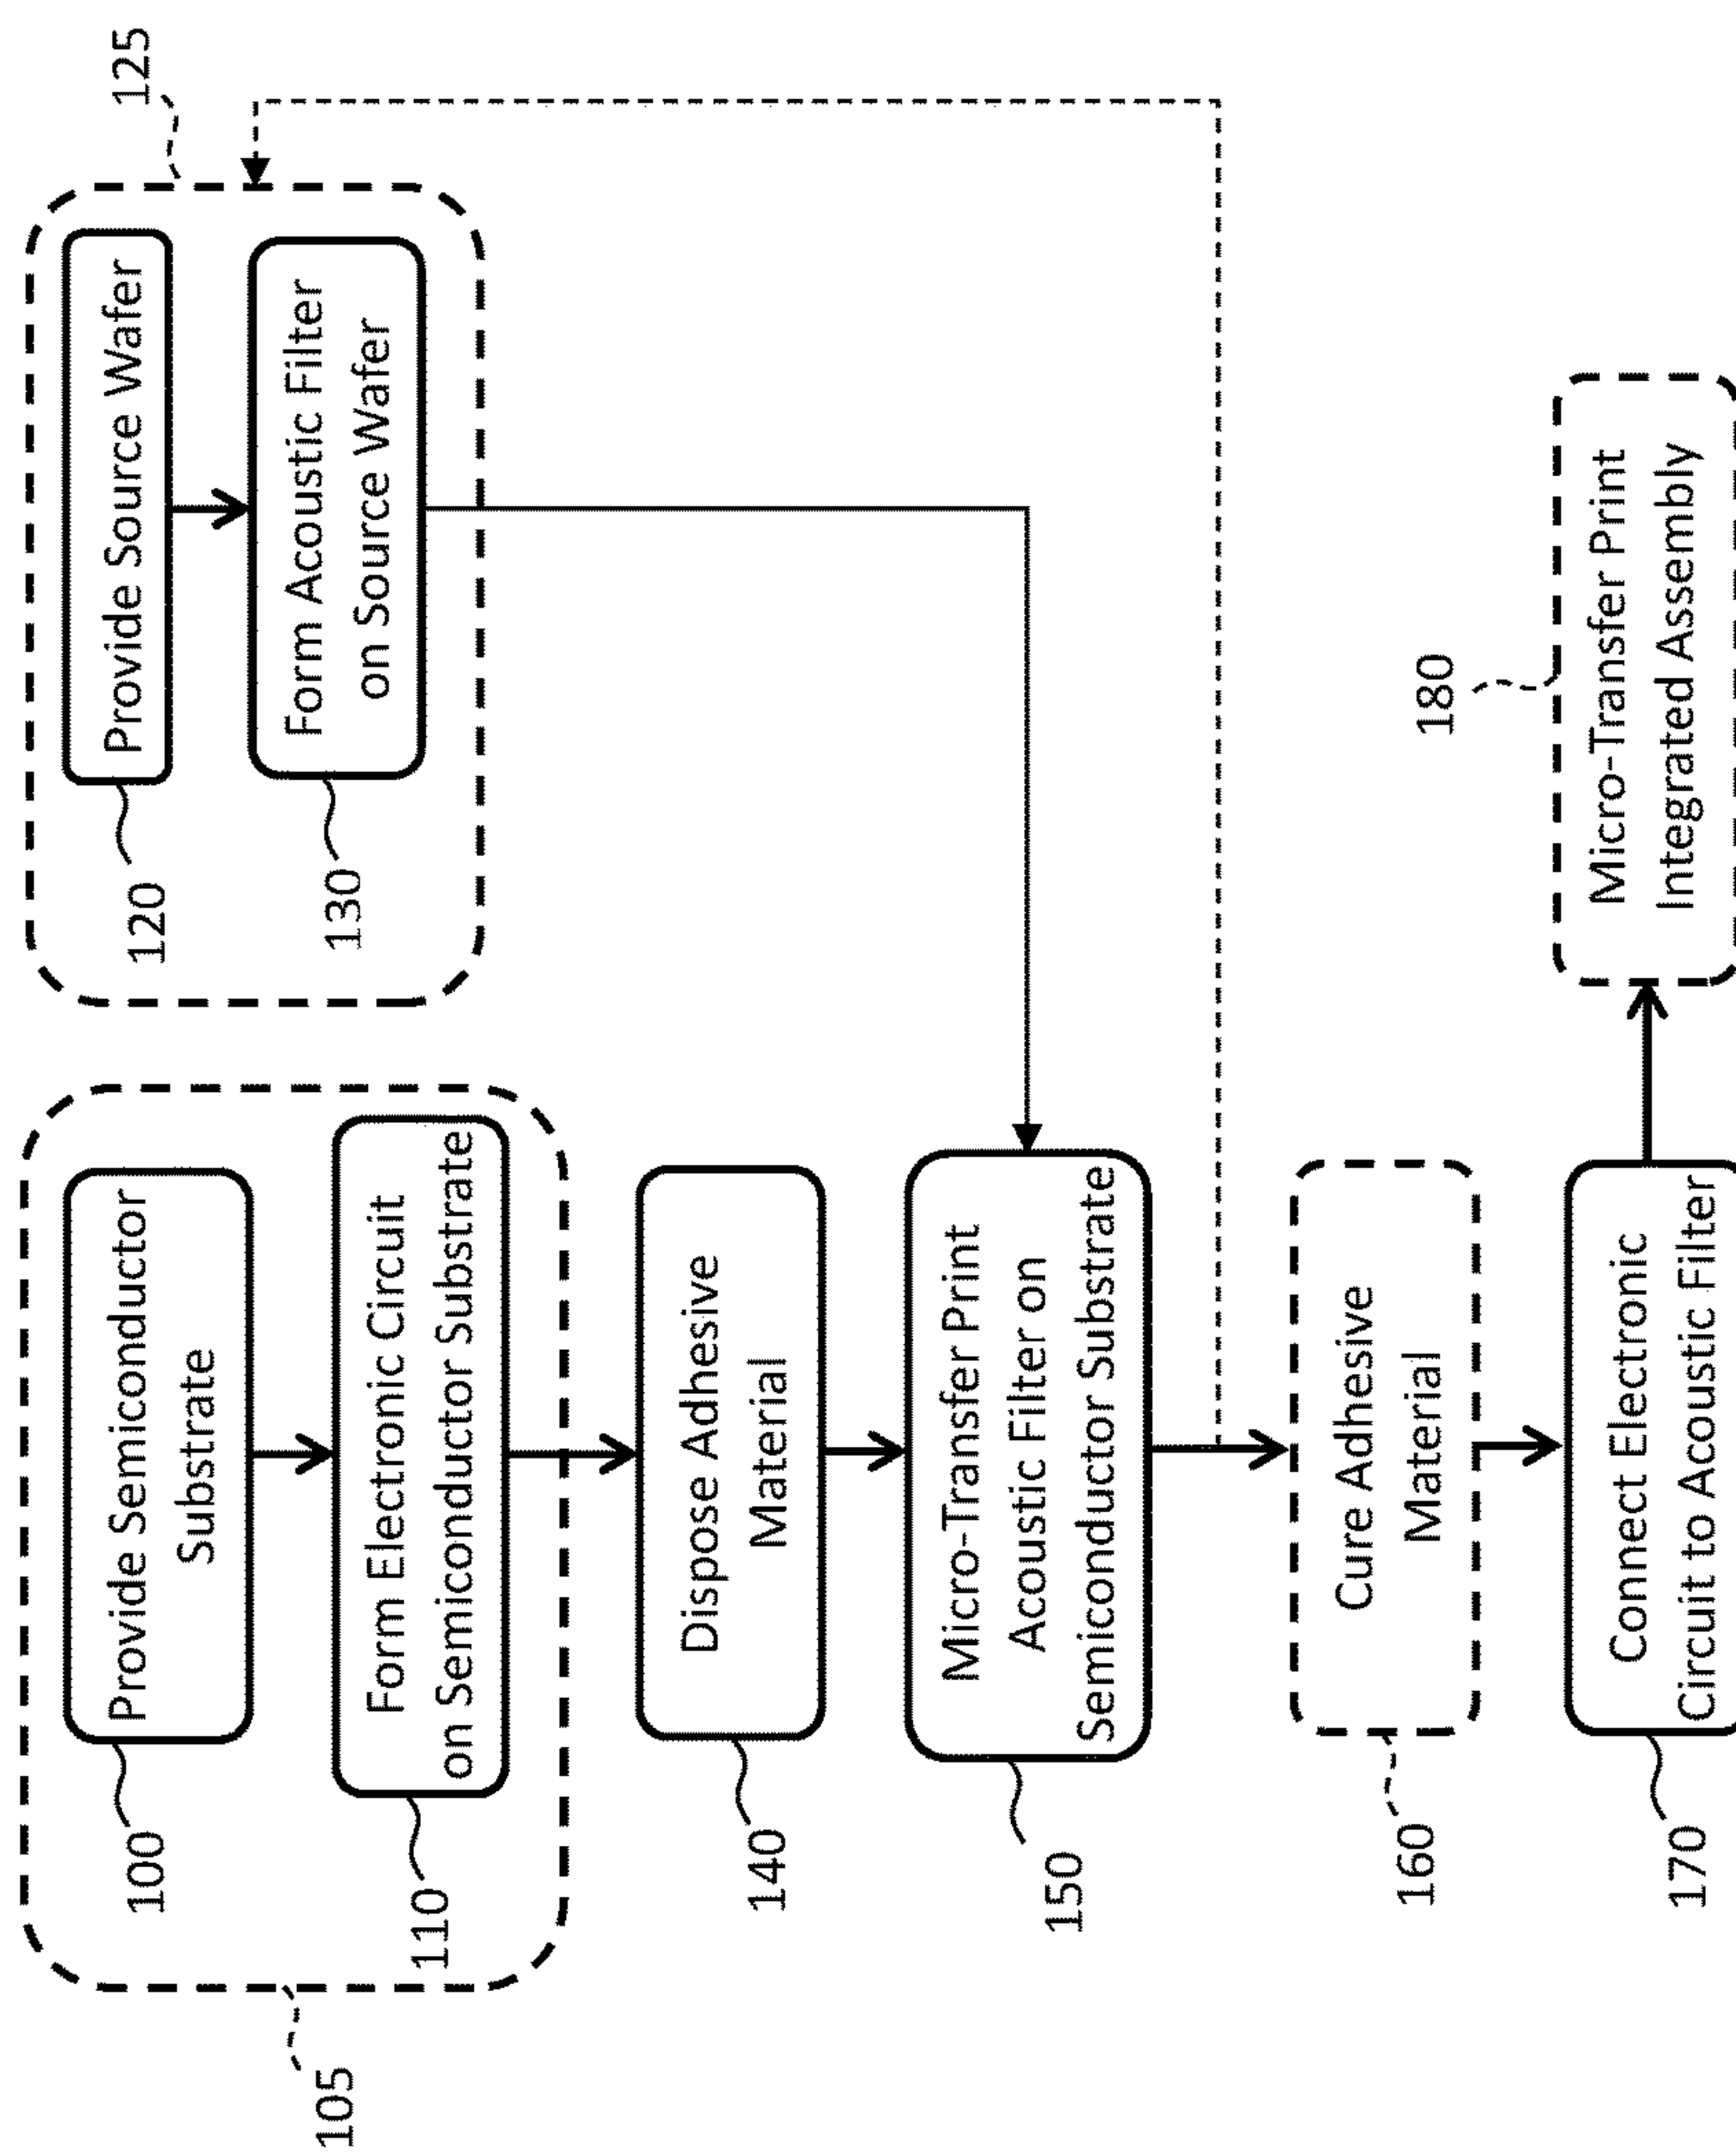 105
100
Provide Semiconductor
Substrate
110
Form Electronic Circuit
on Semiconductor Substrate
125
120
Provide Source Wafer
130
Form Acoustic Filter
on Source Wafer
140
Dispose Adhesive
Material
150
Micro-Transfer Print
Acoustic Filter on
Semiconductor Substrate
160
Cure Adhesive
Material
170
Connect Electronic
Circuit to Acoustic Filter
180
Micro-Transfer Print
Integrated Assembly